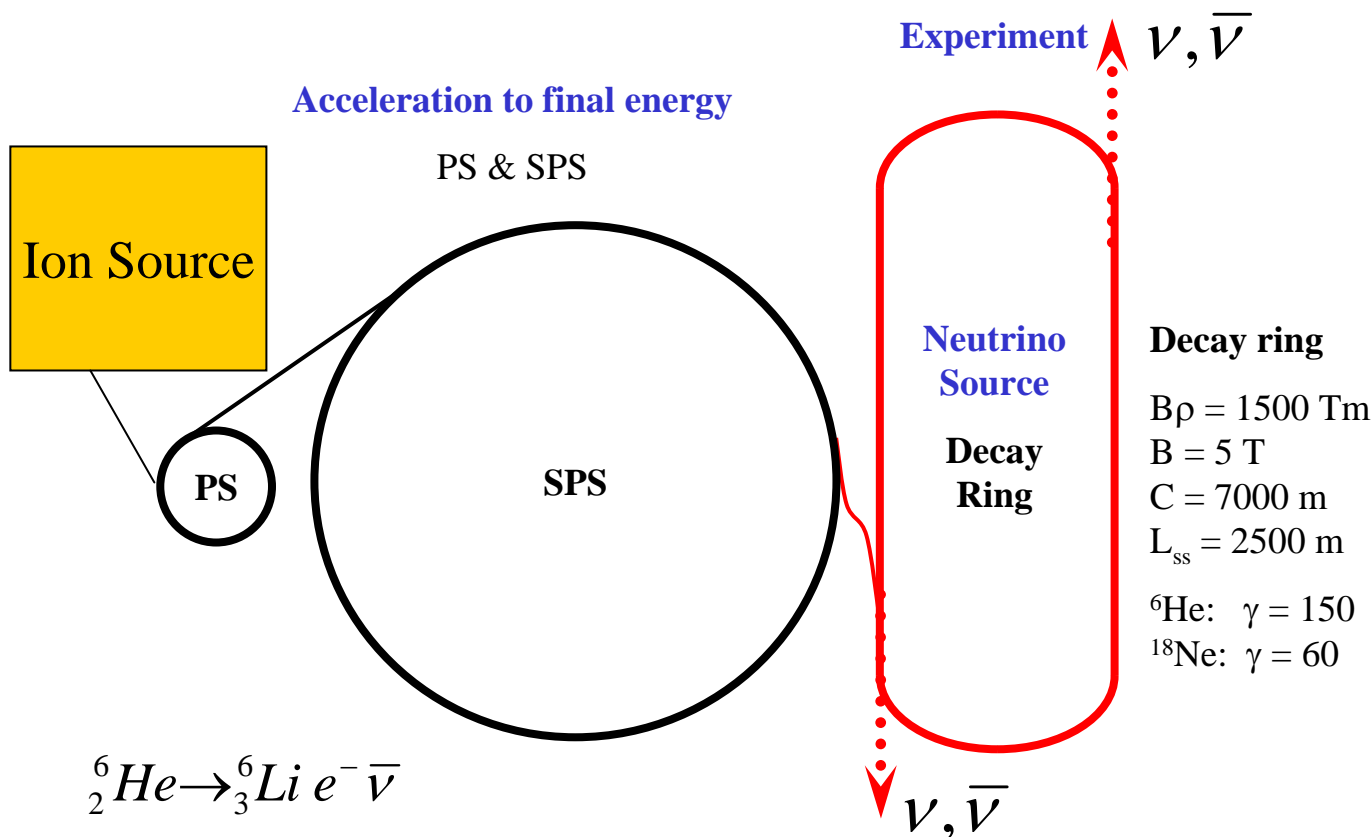 Experiment
ν, ν̅
Acceleration to final energy
PS & SPS
Ion Source
PS
SPS
Neutrino
Source
Decay
Ring
Decay ring
Bρ = 1500 Tm
B = 5 T
C = 7000 m
Lss = 2500 m
⁶He: γ = 150
¹⁸Ne: γ = 60
⁶₂He→⁶₃Li e⁻ ν̅
ν, ν̅